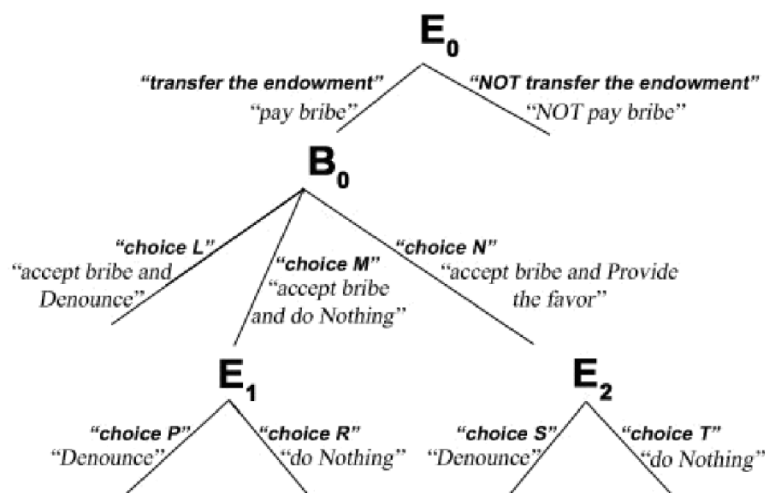 E0
“transfer the endowment” “NOT transfer the endowment”
“pay bribe” “NOT pay bribe”
B0
“choice L” “choice M” “choice N”
“accept bribe and “accept bribe “accept bribe and Provide
Denounce” and do Nothing” the favor”
E1 E2
“choice P” “choice R” “choice S” “choice T”
“Denounce” “do Nothing” “Denounce” “do Nothing”